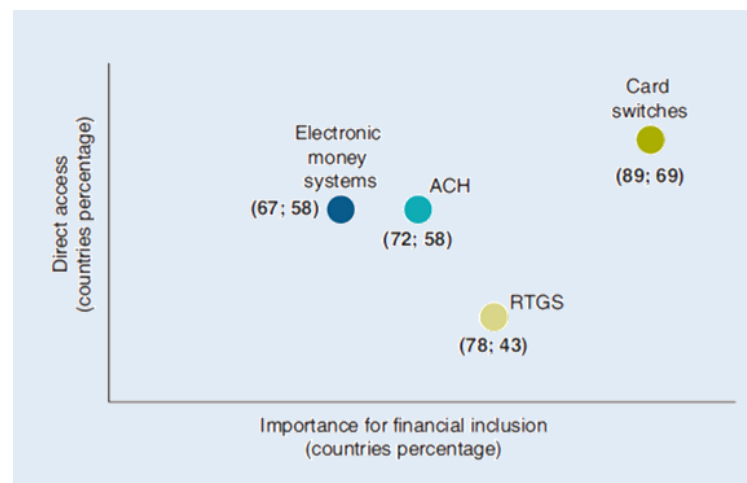 Card
switches
(89; 69)
Electronic
money
systems
(67; 58)
ACH
(72; 58)
RTGS
(78; 43)
Direct access
(countries percentage)
Importance for financial inclusion
(countries percentage)